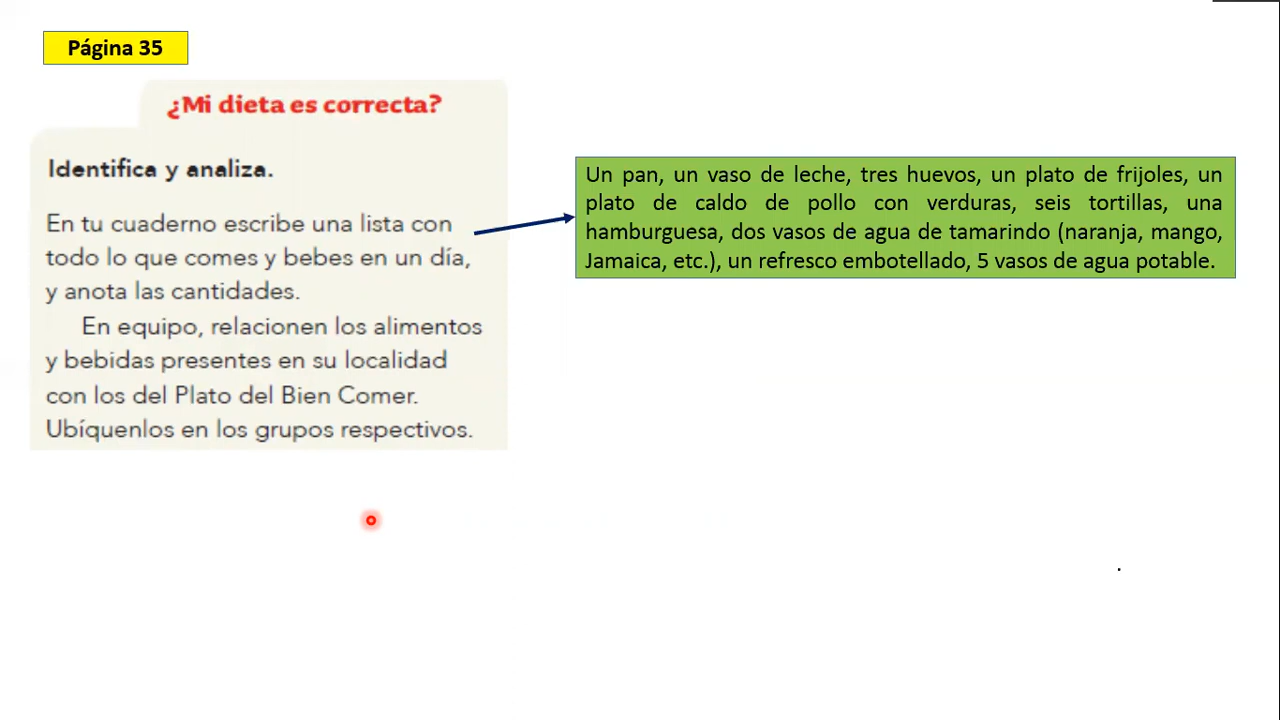 Página 35
¿Mi dieta es correcta?
Identifica y analiza.
En tu cuaderno escribe una lista con
todo lo que comes y bebes en un día,
y anota las cantidades.
En equipo, relacionen los alimentos
y bebidas presentes en su localidad
con los del Plato del Bien Comer.
Ubíquenlos en los grupos respectivos.
Un pan, un vaso de leche, tres huevos, un plato de frijoles, un
plato de caldo de pollo con verduras, seis tortillas, una
hamburguesa, dos vasos de agua de tamarindo (naranja, mango,
Jamaica, etc.), un refresco embotellado, 5 vasos de agua potable.